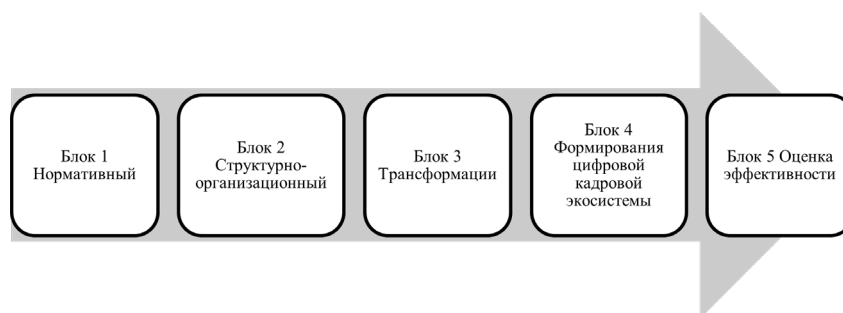 Блок 1
Нормативный
Блок 2
Структурно-
организационный
Блок 3
Трансформации
Блок 4
Формирования
цифровой
кадровой
экосистемы
Блок 5 Оценка
эффективности